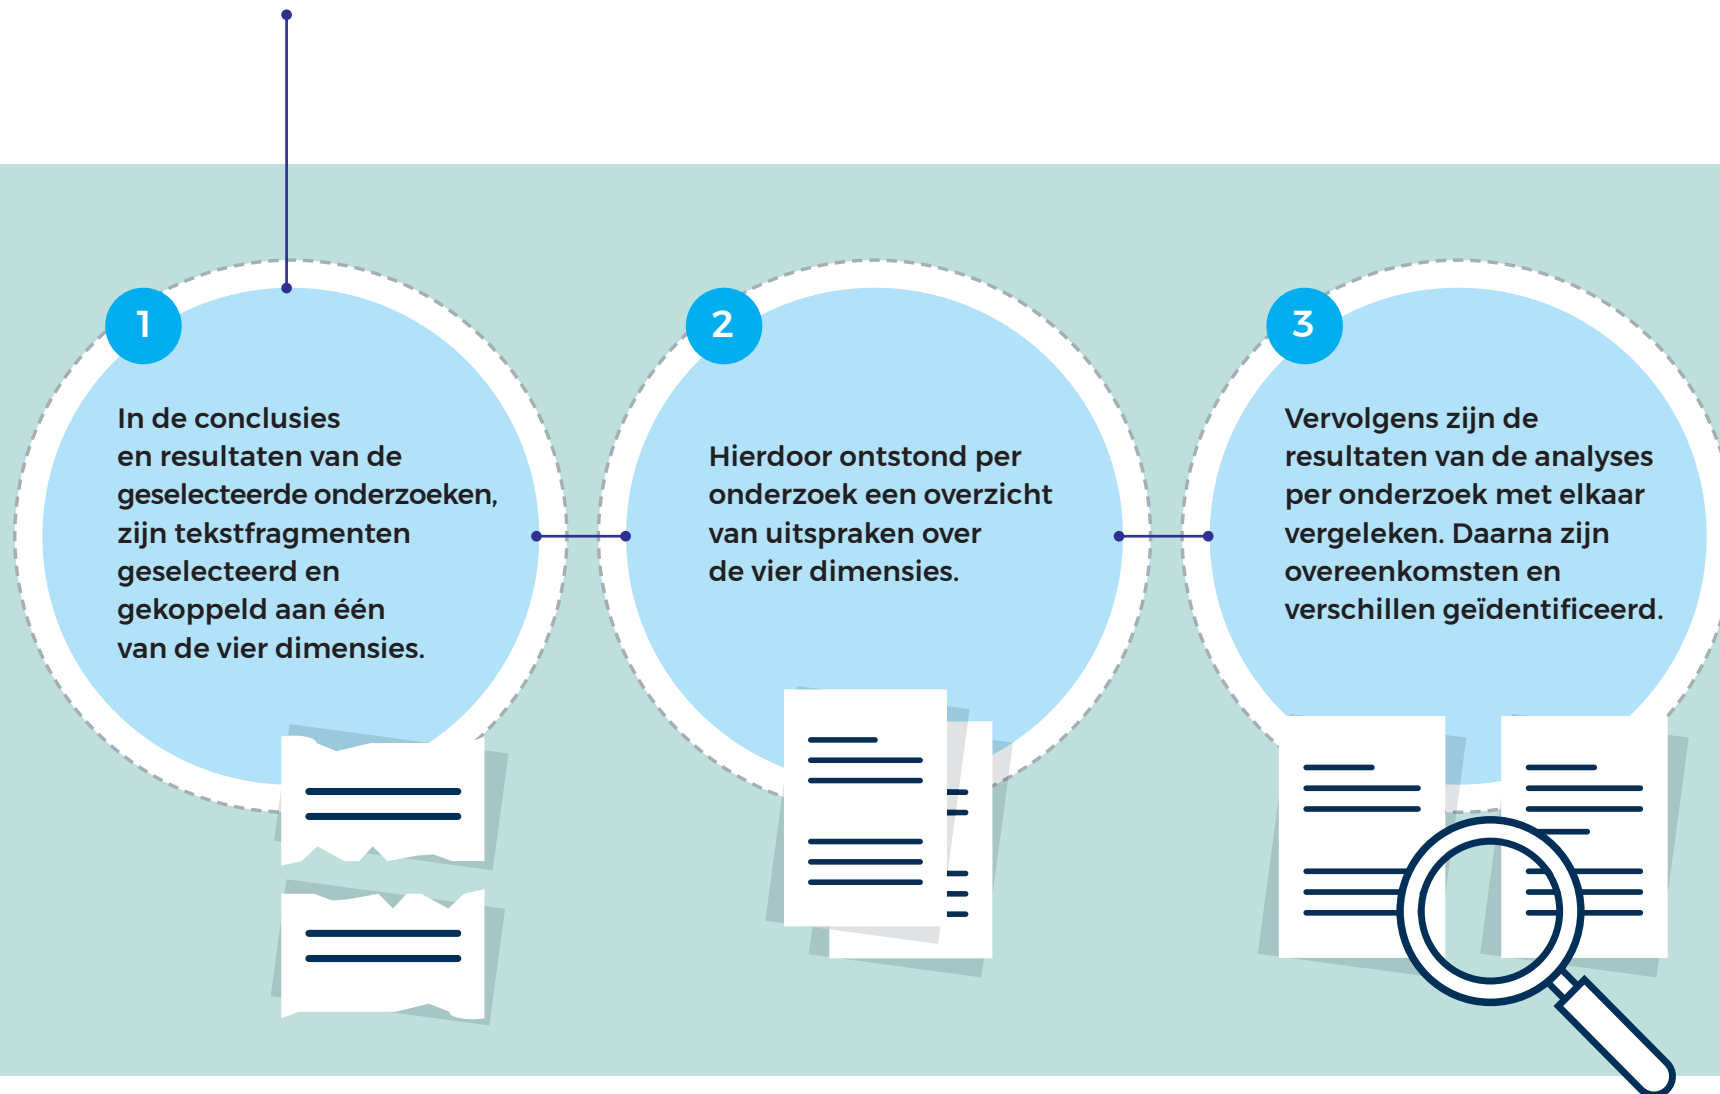 1
In de conclusies
en resultaten van de
geselecteerde onderzoeken,
zijn tekstfragmenten
geselecteerd en
gekoppeld aan één
van de vier dimensies.
2
Hierdoor ontstond per
onderzoek een overzicht
van uitspraken over
de vier dimensies.
3
Vervolgens zijn de
resultaten van de analyses
per onderzoek met elkaar
vergeleken. Daarna zijn
overeenkomsten en
verschillen geïdentificeerd.